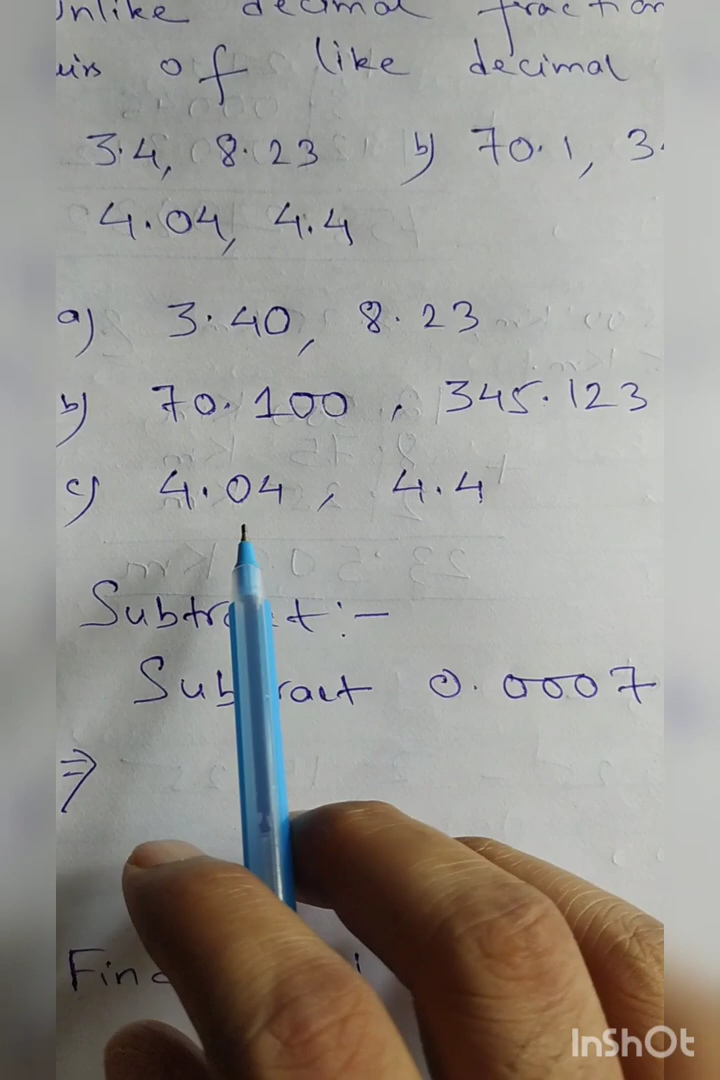 Unlike decimal fraction
of like decimal
3.4, 8.23 b) 70.1, 3.
4.04, 4.4
a) 3.40, 8.23
b) 70.100, 345.123
c) 4.04, 4.4
Subtract:-
Subtract 0.0007
⇒
Find
InShOt